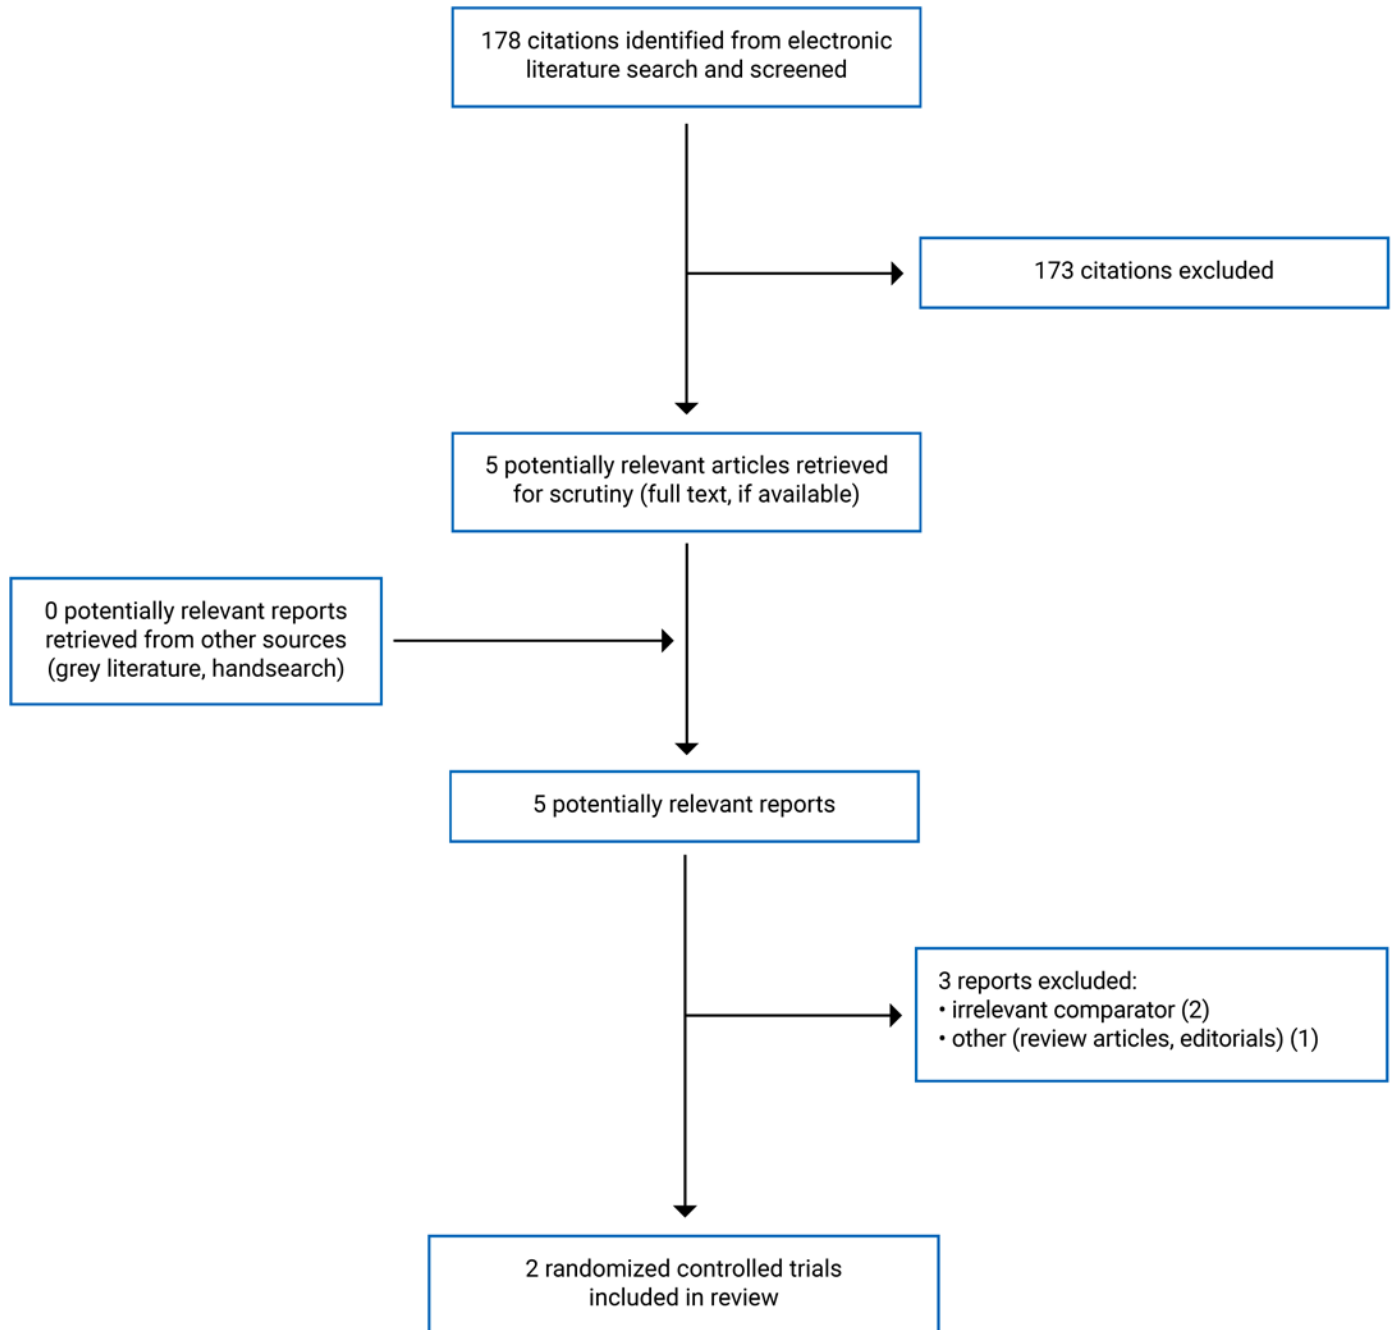 178 citations identified from electronic
literature search and screened
173 citations excluded
5 potentially relevant articles retrieved
for scrutiny (full text, if available)
0 potentially relevant reports
retrieved from other sources
(grey literature, handsearch)
5 potentially relevant reports
3 reports excluded:
• irrelevant comparator (2)
• other (review articles, editorials) (1)
2 randomized controlled trials
included in review